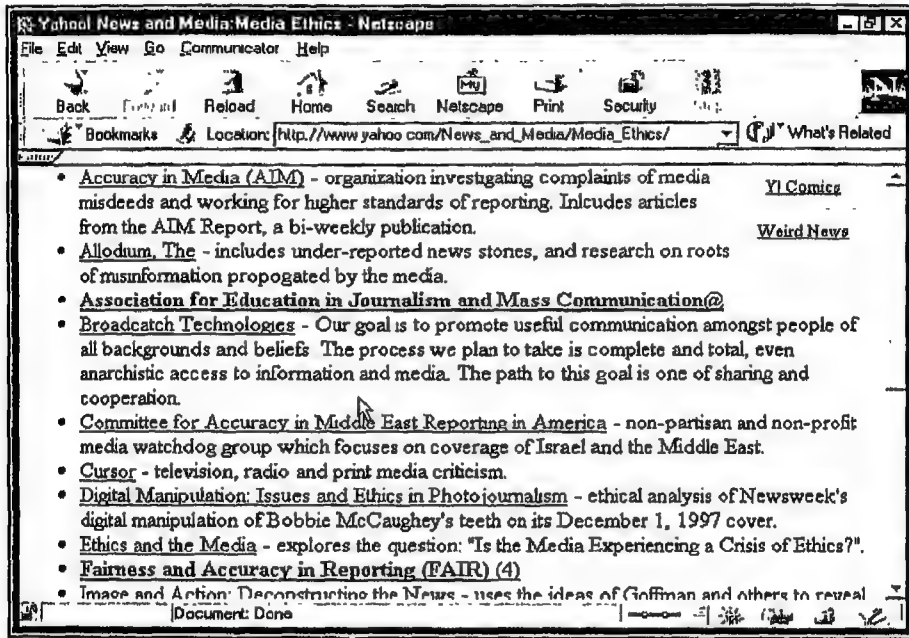 Yahoo! News and Media:Media Ethics - Netscape
File Edit View Go Communicator Help
Back Forward Reload Home Search Netscape Print Security
Bookmarks Location: http://www yahoo com/News_and_Media/Media_Ethics/ What's Related
• Accuracy in Media (AIM) - organization investigating complaints of media
misdeeds and working for higher standards of reporting. Inlcudes articles
from the AIM Report, a bi-weekly publication.
Y! Comics
Weird News
• Allodium, The - includes under-reported news stories, and research on roots
of misinformation propogated by the media.
• Association for Education in Journalism and Mass Communication@
• Broadcatch Technologies - Our goal is to promote useful communication amongst people of
all backgrounds and beliefs The process we plan to take is complete and total, even
anarchistic access to information and media. The path to this goal is one of sharing and
cooperation.
• Committee for Accuracy in Middle East Reporting in America - non-partisan and non-profit
media watchdog group which focuses on coverage of Israel and the Middle East.
• Cursor - television, radio and print media criticism.
• Digital Manipulation: Issues and Ethics in Photojournalism - ethical analysis of Newsweek's
digital manipulation of Bobbie McCaughey's teeth on its December 1, 1997 cover.
• Ethics and the Media - explores the question: "Is the Media Experiencing a Crisis of Ethics?".
• Fairness and Accuracy in Reporting (FAIR) (4)
• Image and Action: Deconstructing the News - uses the ideas of Goffman and others to reveal
Document: Done